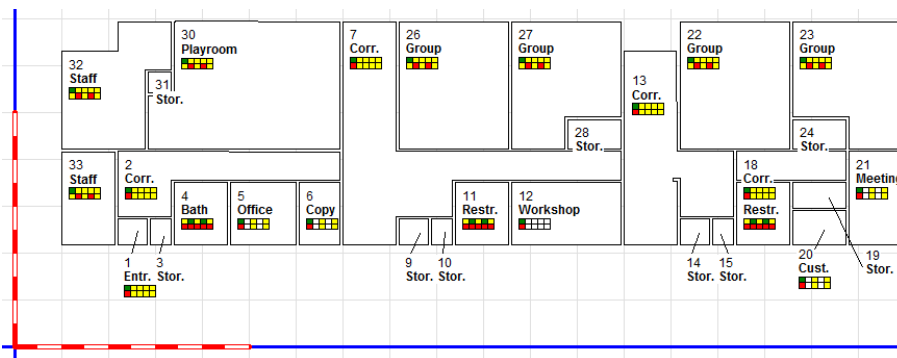 30
Playroom
7
Corr.
26
Group
27
Group
22
Group
23
Group
32
Staff
31
Stor.
13
Corr.
28
Stor.
24
Stor.
33
Staff
2
Corr.
18
Corr.
21
Meeting
4
Bath
5
Office
6
Copy
11
Restr.
12
Workshop
Restr.
1
Entr.
3
Stor.
9
Stor.
10
Stor.
14
Stor.
15
Stor.
20
Cust.
19
Stor.